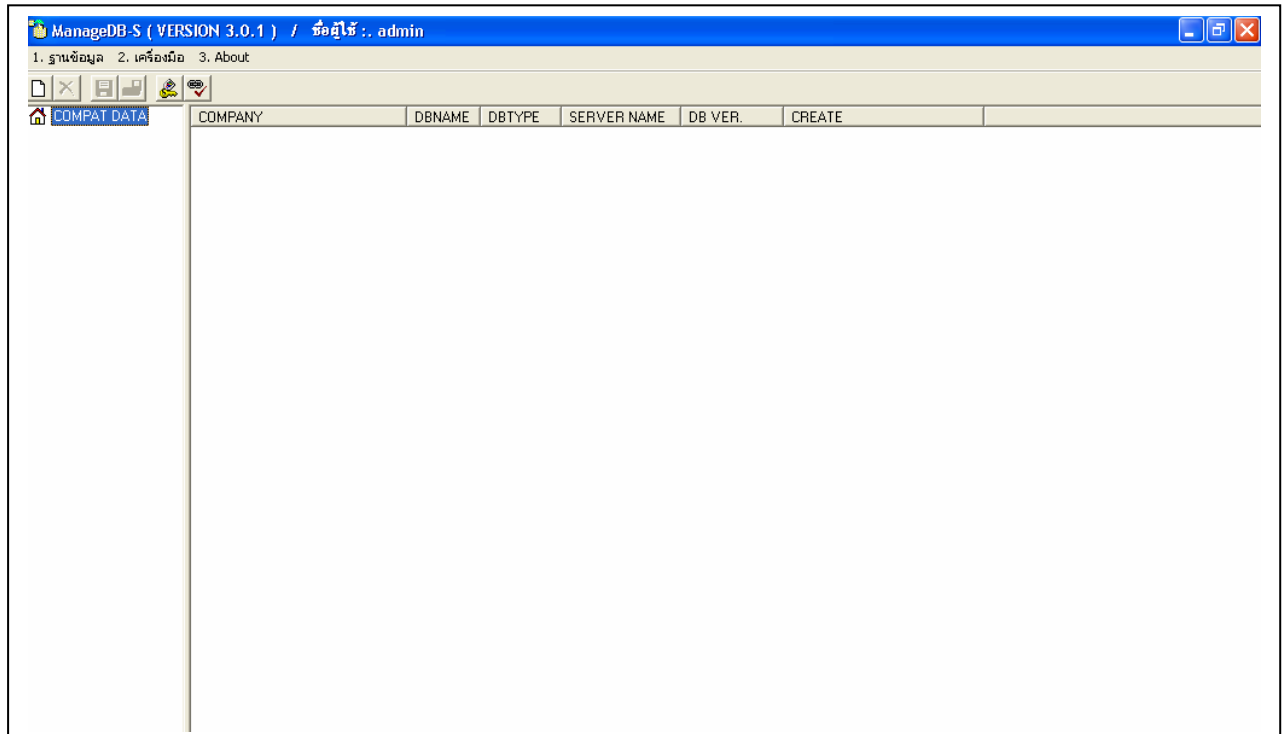 ManageDB-S ( VERSION 3.0.1 ) / ชื่อผู้ใช้ :. admin
1. ฐานข้อมูล 2. เครื่องมือ 3. About
COMPAT DATA COMPANY DBNAME DBTYPE SERVER NAME DB VER. CREATE